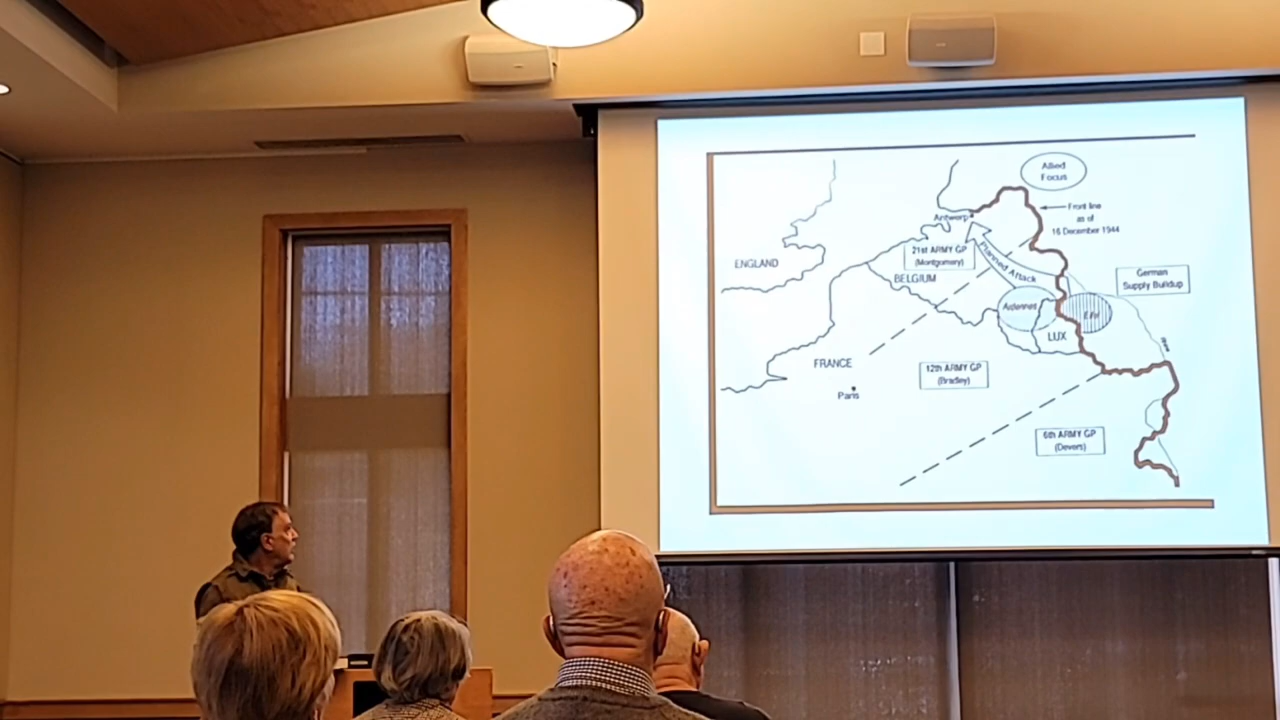 Allied
Focus
Front line
as of
16 December 1944
Antwerp
21st ARMY GP
(Montgomery)
Planned Attack
ENGLAND
BELGIUM
German
Supply Buildup
Ardennes
Eifel
LUX
FRANCE
12th ARMY GP
(Bradley)
Paris
6th ARMY GP
(Devers)